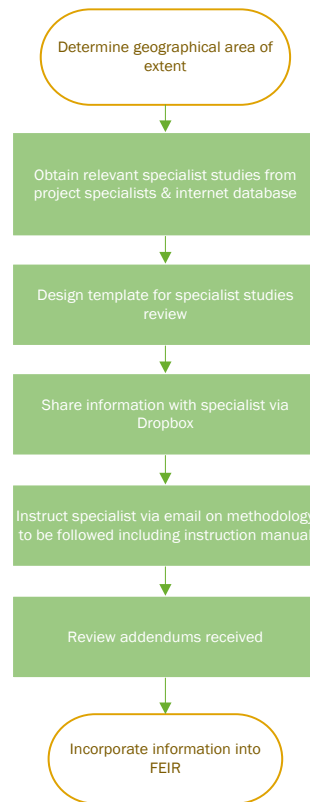 Determine geographical area of
extent
Obtain relevant specialist studies from
project specialists & internet database
Design template for specialist studies
review
Share information with specialist via
Dropbox
Instruct specialist via email on methodology
to be followed including instruction manual
Review addendums received
Incorporate information into
FEIR